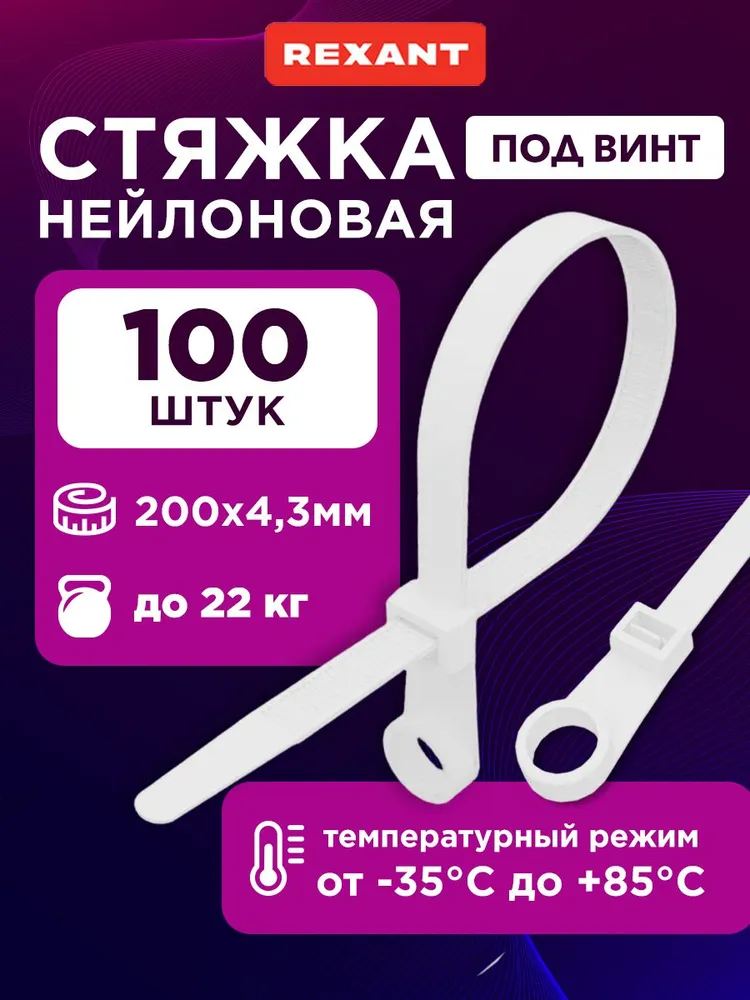 REXANT
СТЯЖКА
ПОД ВИНТ
НЕЙЛОНОВАЯ
100
ШТУК
200х4,3мм
до 22 кг
температурный режим
от -35°С до +85°С